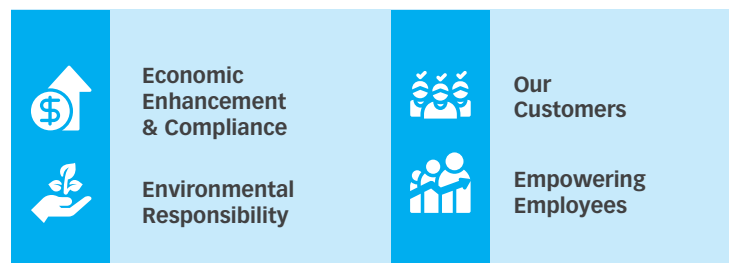 Economic
Enhancement
& Compliance
Environmental
Responsibility
Our
Customers
Empowering
Employees